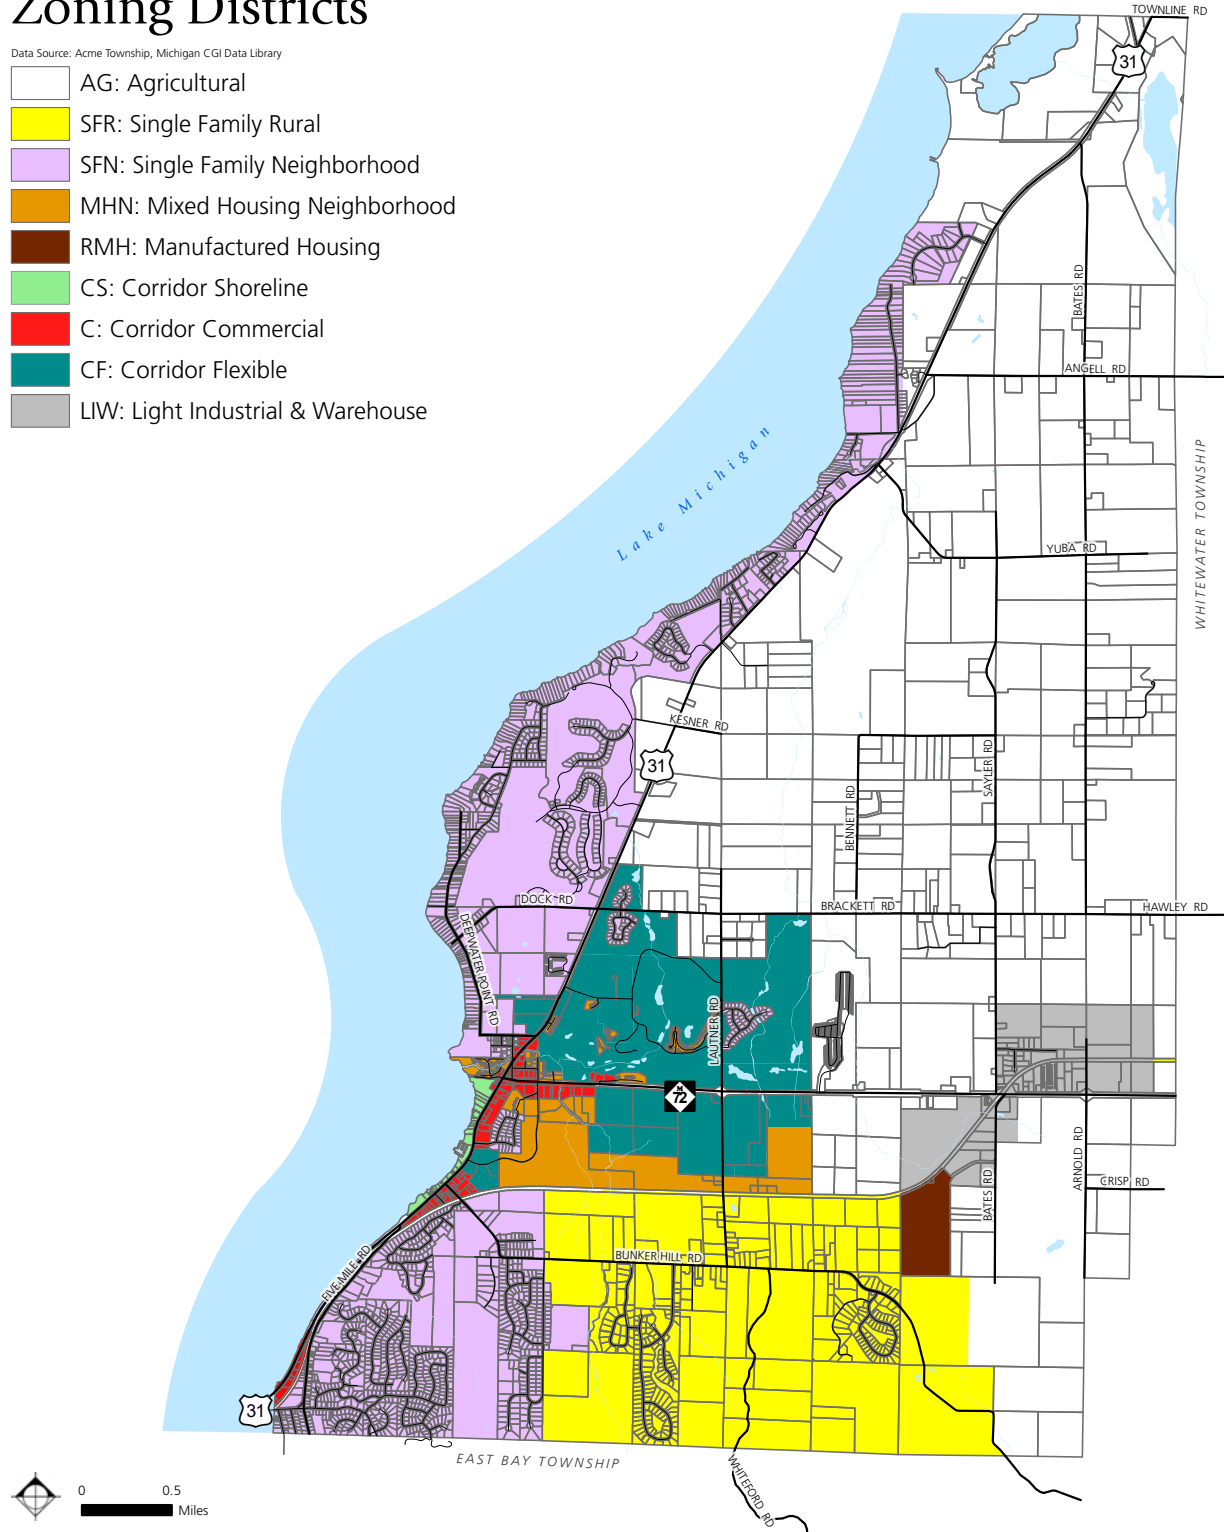 Zoning Districts
Data Source: Acme Township, Michigan CGI Data Library
AG: Agricultural
SFR: Single Family Rural
SFN: Single Family Neighborhood
MHN: Mixed Housing Neighborhood
RMH: Manufactured Housing
CS: Corridor Shoreline
C: Corridor Commercial
CF: Corridor Flexible
LIW: Light Industrial & Warehouse
TOWNLINE RD
31
BATES RD
ANGELL RD
Lake Michigan
WHITEWATER TOWNSHIP
YUBA RD
KESNER RD
31
SAYLER RD
BENNETT RD
DOCK RD
BRACKETT RD
HAWLEY RD
DEEPWATER POINT RD
LAUTNER RD
M
72
ARNOLD RD
BATES RD
CRISP RD
BUNKER HILL RD
FIVE MILE RD
31
EAST BAY TOWNSHIP
WHITEFORD RD
0 0.5
Miles